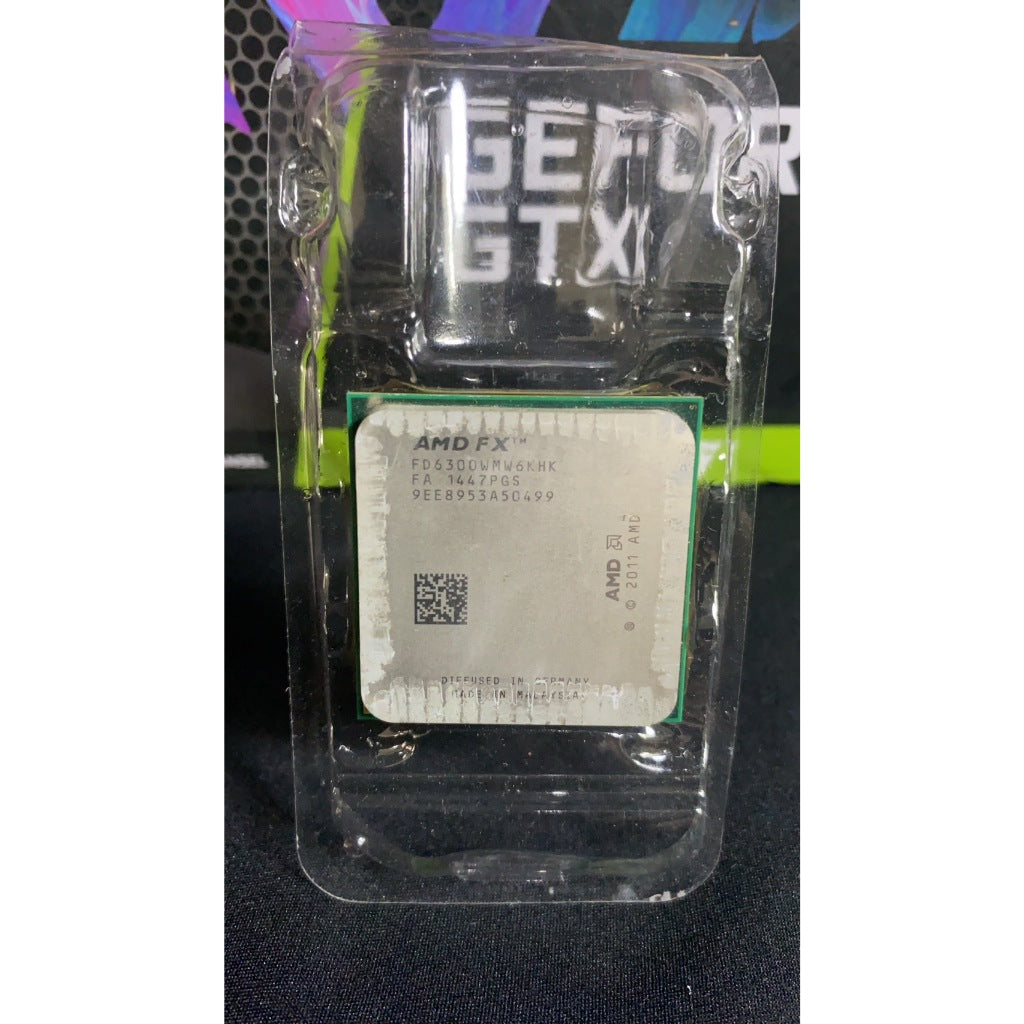 GEFOR
GTX
AMD FX™
FD6300WMW6KHK
FA 1447PGS
9EE8953A50499
AMD
© 2011 AMD
DIFFUSED IN GERMANY
MADE IN MALAYSIA